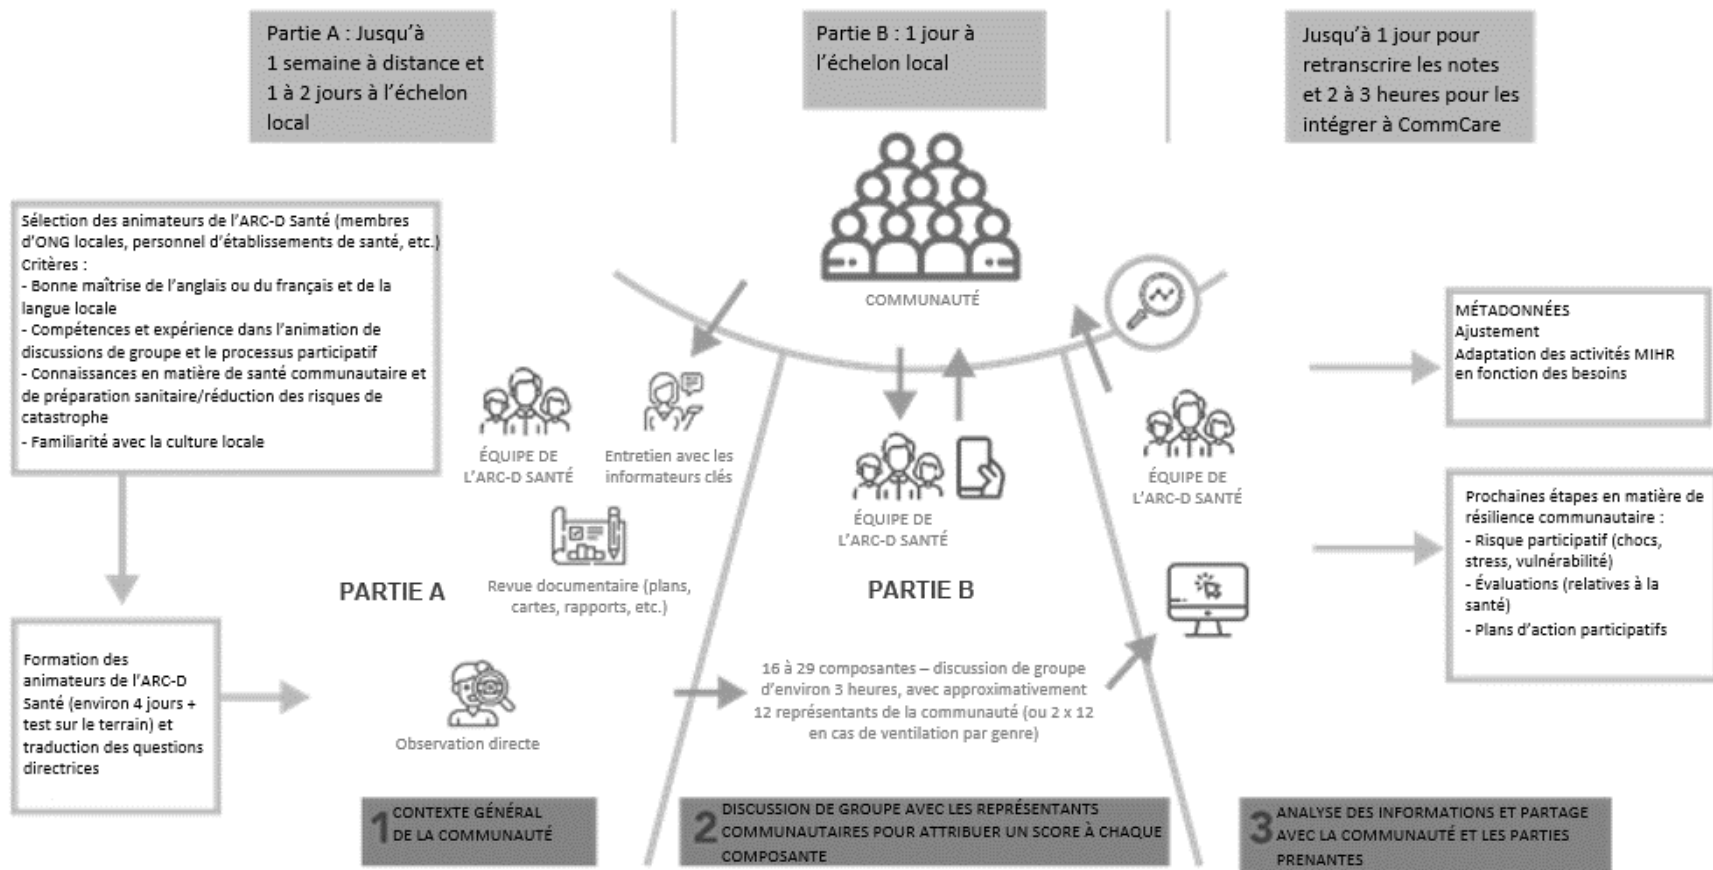 Partie A : Jusqu’à
1 semaine à distance et
1 à 2 jours à l’échelon
local
Partie B : 1 jour à
l’échelon local
Jusqu’à 1 jour pour
retranscrire les notes
et 2 à 3 heures pour les
intégrer à CommCare
Sélection des animateurs de l’ARC-D Santé (membres
d’ONG locales, personnel d’établissements de santé, etc.)
Critères :
- Bonne maîtrise de l’anglais ou du français et de la
langue locale
- Compétences et expérience dans l’animation de
discussions de groupe et le processus participatif
- Connaissances en matière de santé communautaire et
de préparation sanitaire/réduction des risques de
catastrophe
- Familiarité avec la culture locale
Formation des
animateurs de l’ARC-D
Santé (environ 4 jours +
test sur le terrain) et
traduction des questions
directrices
ÉQUIPE DE
L’ARC-D SANTÉ
Entretien avec les
informateurs clés
Revue documentaire (plans,
cartes, rapports, etc.)
PARTIE A
Observation directe
1 CONTEXTE GÉNÉRAL
DE LA COMMUNAUTÉ
COMMUNAUTÉ
ÉQUIPE DE
L’ARC-D SANTÉ
PARTIE B
16 à 29 composantes – discussion de groupe
d’environ 3 heures, avec approximativement
12 représentants de la communauté (ou 2 x 12
en cas de ventilation par genre)
2 DISCUSSION DE GROUPE AVEC LES REPRÉSENTANTS
COMMUNAUTAIRES POUR ATTRIBUER UN SCORE À CHAQUE
COMPOSANTE
ÉQUIPE DE
L’ARC-D SANTÉ
MÉTADONNÉES
Ajustement
Adaptation des activités MIHR
en fonction des besoins
Prochaines étapes en matière de
résilience communautaire :
- Risque participatif (chocs,
stress, vulnérabilité)
- Évaluations (relatives à la
santé)
- Plans d’action participatifs
3 ANALYSE DES INFORMATIONS ET PARTAGE
AVEC LA COMMUNAUTÉ ET LES PARTIES
PRENANTES